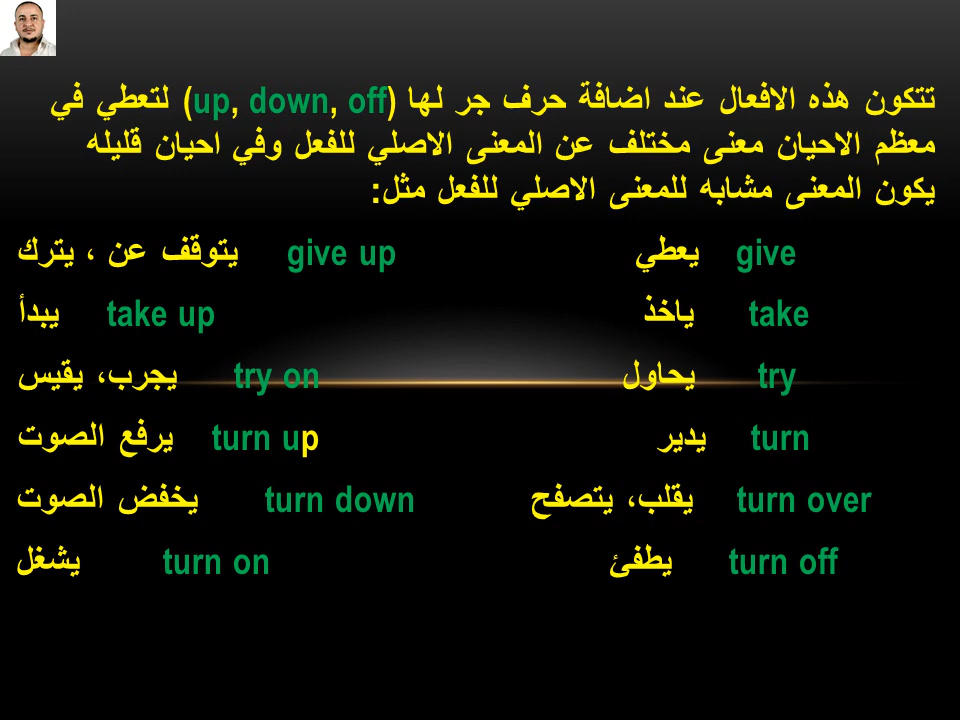 تتكون هذه الافعال عند اضافة حرف جر لها (up, down, off) لتعطي في
معظم الاحيان معنى مختلف عن المعنى الاصلي للفعل وفي احيان قليله
يكون المعنى مشابه للمعنى الاصلي للفعل مثل:
give يعطي give up يتوقف عن ، يترك
take ياخذ take up يبدأ
try يحاول try on يجرب، يقيس
turn يدير turn up يرفع الصوت
turn over يقلب، يتصفح turn down يخفض الصوت
turn off يطفئ turn on يشغل